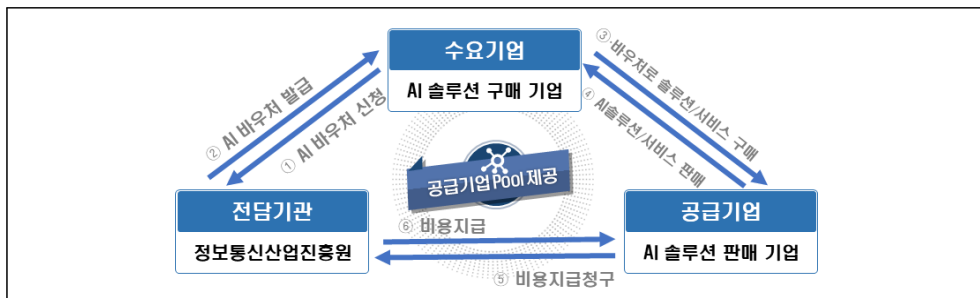 수요기업
AI 솔루션 구매 기업
② AI 바우처 발급
① AI 바우처 신청
③ 바우처로 솔루션/서비스 구매
④ AI솔루션/서비스 판매
공급기업 Pool 제공
전담기관
정보통신산업진흥원
공급기업
AI 솔루션 판매 기업
⑥ 비용지급
⑤ 비용지급청구